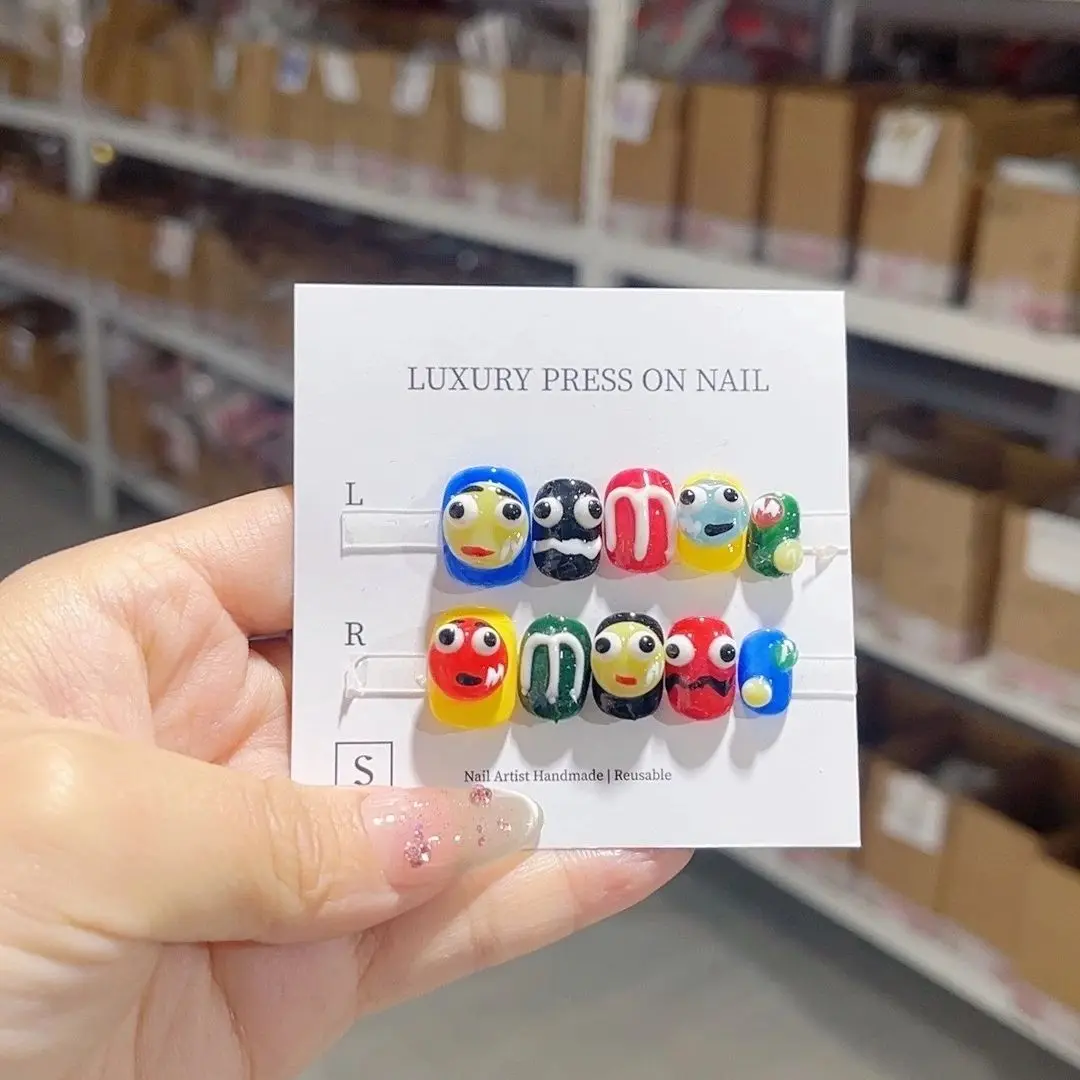 LUXURY PRESS ON NAIL
L
m
R
m
S
Nail Artist Handmade | Reusable